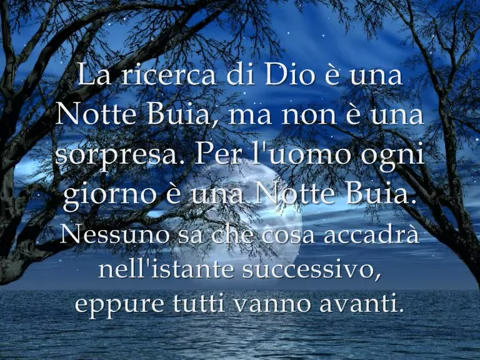 La ricerca di Dio è una
Notte Buia, ma non è una
sorpresa. Per l'uomo ogni
giorno è una Notte Buia.
Nessuno sa che cosa accadrà
nell'istante successivo,
eppure tutti vanno avanti.